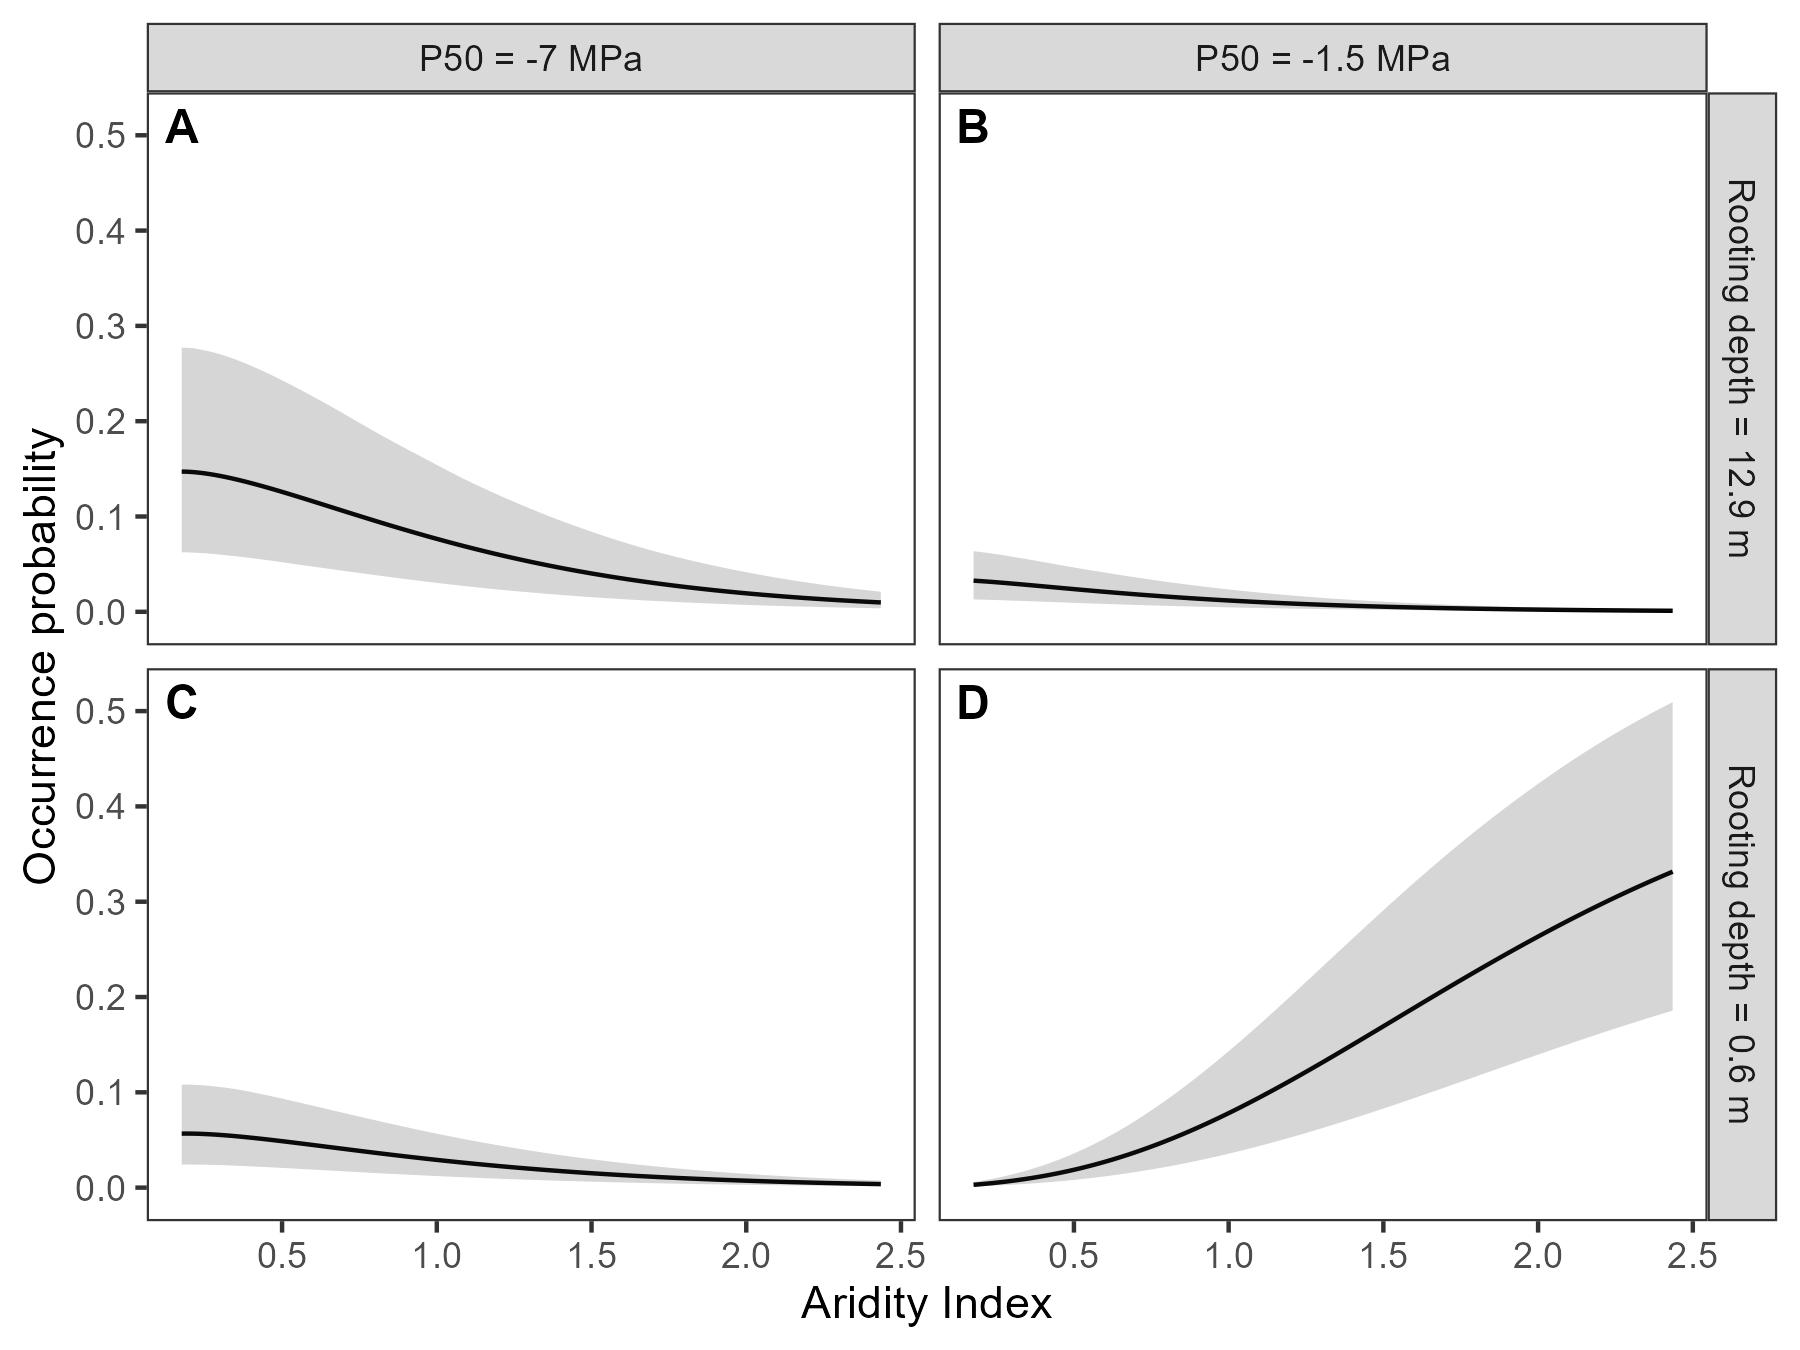 P50 = -7 MPa
P50 = -1.5 MPa
A
B
0.5
0.4
0.3
0.2
0.1
0.0
Rooting depth = 12.9 m
C
D
0.5
0.4
0.3
0.2
0.1
0.0
Rooting depth = 0.6 m
Occurrence probability
0.5 1.0 1.5 2.0 2.5
0.5 1.0 1.5 2.0 2.5
Aridity Index